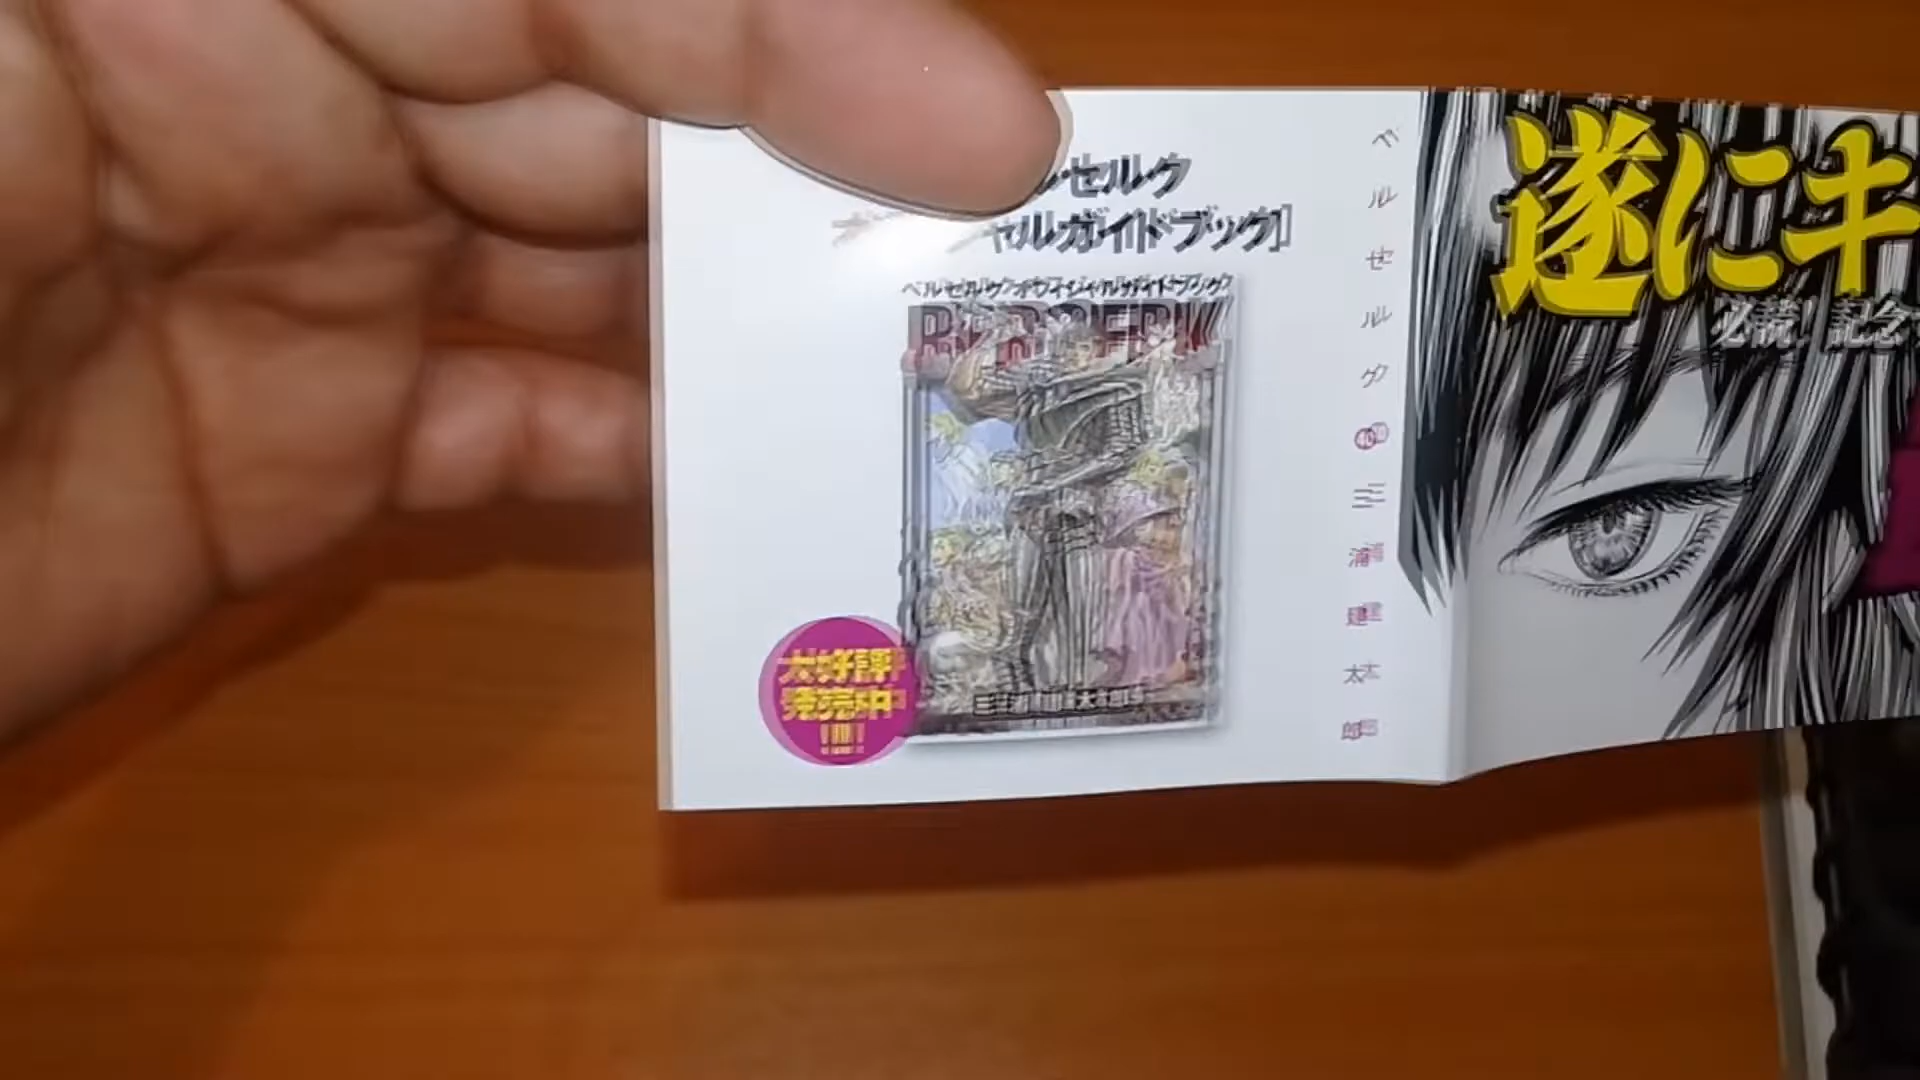 ル・セルク
ャルガイドブック]
ベルセルク オフィシャルガイドブック
BERSERK
三浦建太郎
大好評
発売中
!!!
ベルセルク 40 三浦建太郎
遂にキ
必読!記念